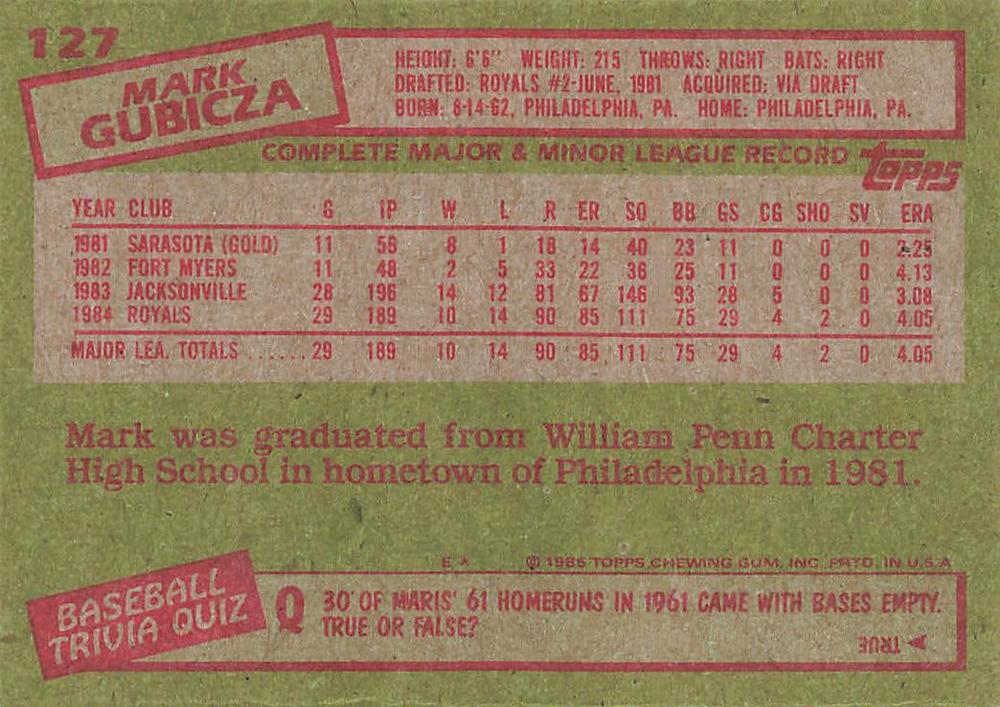 127
MARK
GUBICZA
HEIGHT: 6'6" WEIGHT: 215 THROWS: RIGHT BATS: RIGHT
DRAFTED: ROYALS #2-JUNE, 1981 ACQUIRED: VIA DRAFT
BORN: 8-14-62, PHILADELPHIA, PA. HOME: PHILADELPHIA, PA.
COMPLETE MAJOR & MINOR LEAGUE RECORD
topps
YEAR CLUB G IP W L R ER SO BB GS CG SHO SV ERA
1981 SARASOTA (GOLD) 11 56 8 1 18 14 40 23 11 0 0 0 2.25
1982 FORT MYERS 11 48 2 5 33 22 36 25 11 0 0 0 4.13
1983 JACKSONVILLE 28 196 14 12 81 67 146 93 28 5 0 0 3.08
1984 ROYALS 29 189 10 14 90 85 111 75 29 4 2 0 4.05
MAJOR LEA. TOTALS ...... 29 189 10 14 90 85 111 75 29 4 2 0 4.05
Mark was graduated from William Penn Charter
High School in hometown of Philadelphia in 1981.
E * © 1985 TOPPS CHEWING GUM, INC. PRTD. IN U.S.A
BASEBALL
TRIVIA QUIZ
Q 30 OF MARIS' 61 HOMERUNS IN 1961 CAME WITH BASES EMPTY.
TRUE OR FALSE?
TRUE